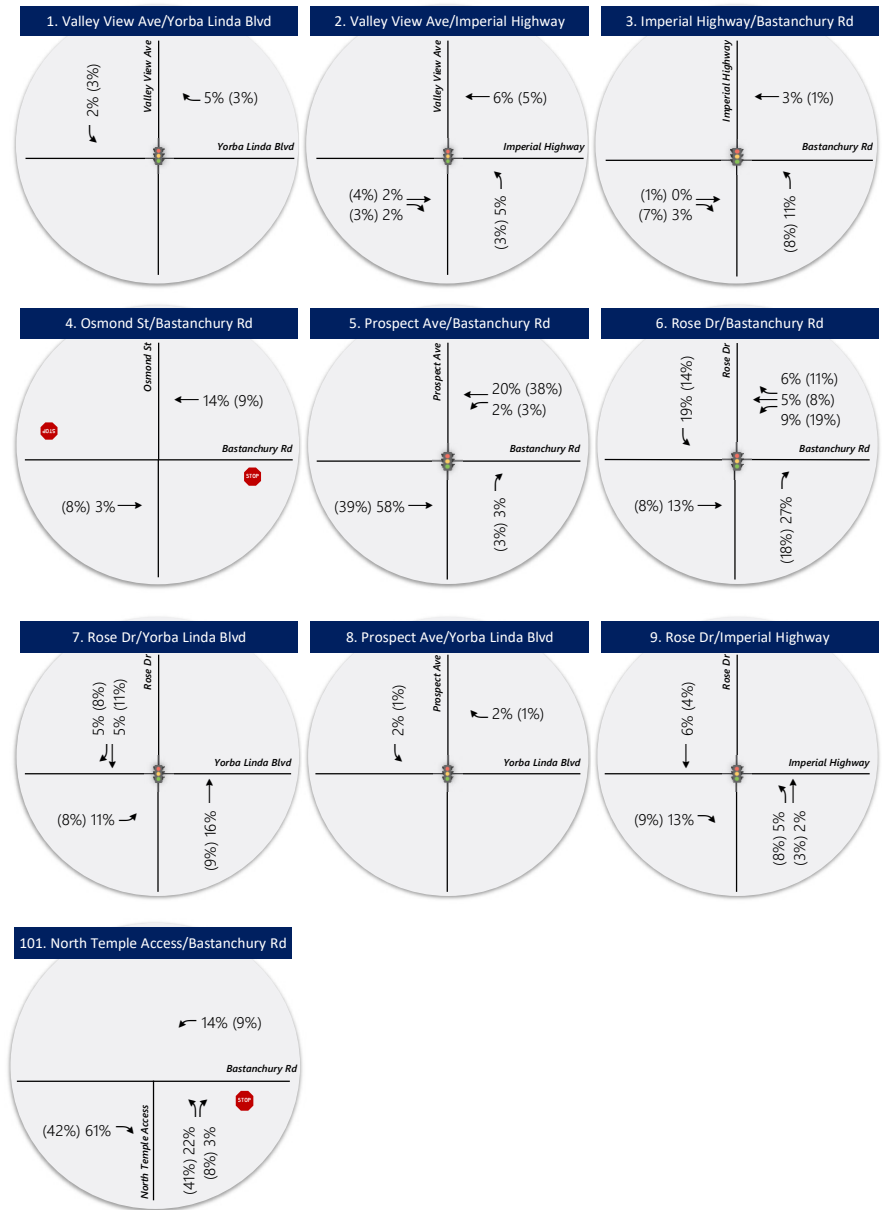 1. Valley View Ave/Yorba Linda Blvd
Valley View Ave
2% (3%)
5% (3%)
Yorba Linda Blvd
2. Valley View Ave/Imperial Highway
Valley View Ave
6% (5%)
Imperial Highway
(4%) 2%
(3%) 2%
(3%) 5%
3. Imperial Highway/Bastanchury Rd
Imperial Highway
3% (1%)
Bastanchury Rd
(1%) 0%
(7%) 3%
(8%) 11%
4. Osmond St/Bastanchury Rd
Osmond St
14% (9%)
STOP
Bastanchury Rd
STOP
(8%) 3%
5. Prospect Ave/Bastanchury Rd
Prospect Ave
20% (38%)
2% (3%)
Bastanchury Rd
(39%) 58%
(3%) 3%
6. Rose Dr/Bastanchury Rd
Rose Dr
19% (14%)
6% (11%)
5% (8%)
9% (19%)
Bastanchury Rd
(8%) 13%
(18%) 27%
7. Rose Dr/Yorba Linda Blvd
Rose Dr
5% (8%)
5% (11%)
Yorba Linda Blvd
(8%) 11%
(9%) 16%
8. Prospect Ave/Yorba Linda Blvd
Prospect Ave
2% (1%)
2% (1%)
Yorba Linda Blvd
9. Rose Dr/Imperial Highway
Rose Dr
6% (4%)
Imperial Highway
(9%) 13%
(8%) 5%
(3%) 2%
101. North Temple Access/Bastanchury Rd
14% (9%)
Bastanchury Rd
STOP
(42%) 61%
North Temple Access
(41%) 22%
(8%) 3%